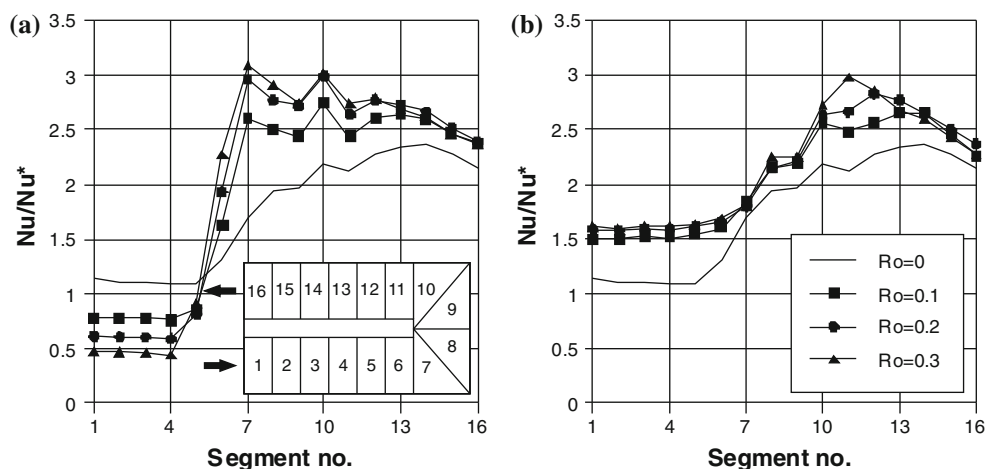 (a)
Nu/Nu*
3.5
3
2.5
2
1.5
1
0.5
0
1 4 7 10 13 16
Segment no.
16 15 14 13 12 11 10
9
8
1 2 3 4 5 6 7
(b)
Nu/Nu*
3.5
3
2.5
2
1.5
1
0.5
0
1 4 7 10 13 16
Segment no.
Ro=0
Ro=0.1
Ro=0.2
Ro=0.3